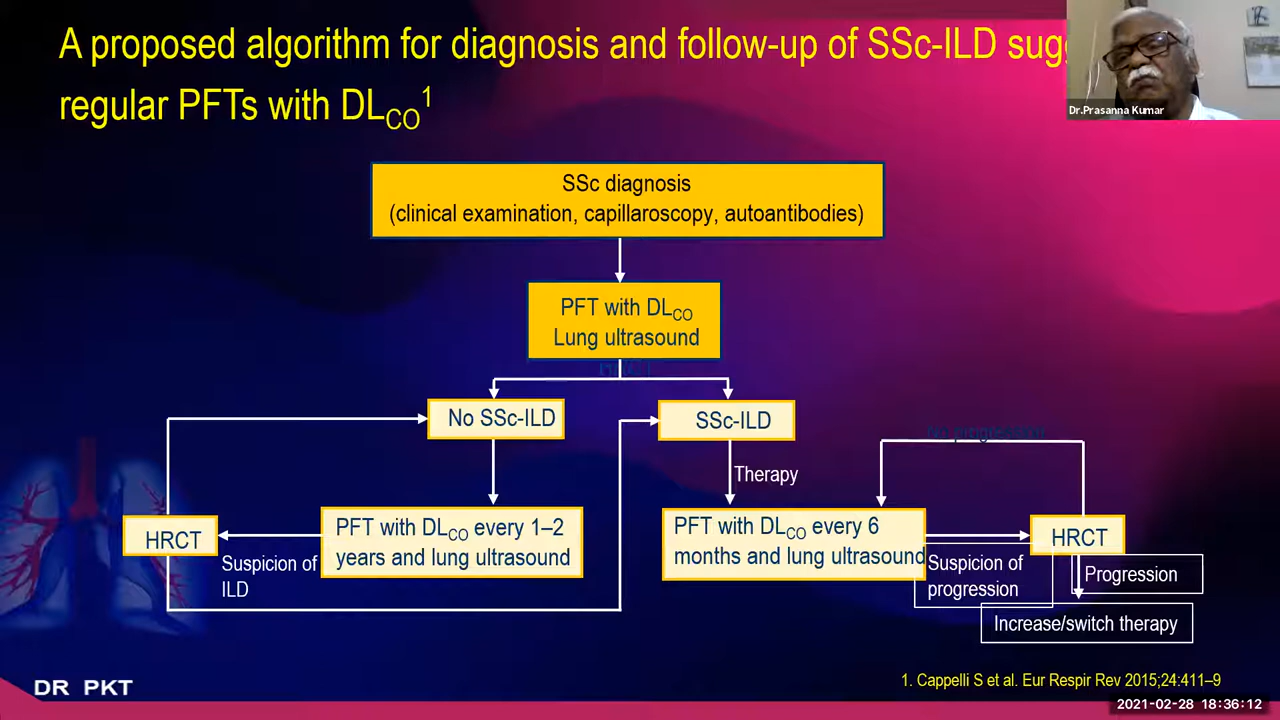 A proposed algorithm for diagnosis and follow-up of SSc-ILD
regular PFTs with DLCO1
Dr.Prasanna Kumar
SSc diagnosis
(clinical examination, capillaroscopy, autoantibodies)
PFT with DLCO
Lung ultrasound
HRCT
No SSc-ILD
SSc-ILD
No progression
Therapy
HRCT
PFT with DLCO every 1–2
years and lung ultrasound
Suspicion of
ILD
PFT with DLCO every 6
months and lung ultrasound
Suspicion of
progression
HRCT
Progression
Increase/switch therapy
1. Cappelli S et al. Eur Respir Rev 2015;24:411–9
DR PKT
2021-02-28 18:36:12